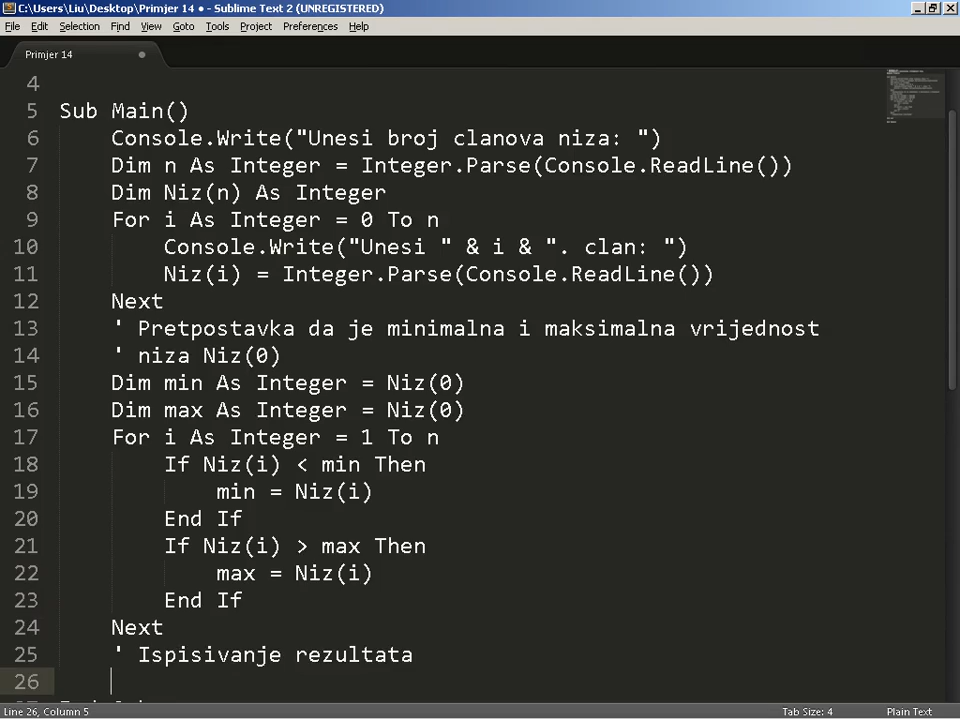 C:\Users\Liu\Desktop\Primjer 14 • - Sublime Text 2 (UNREGISTERED)
File Edit Selection Find View Goto Tools Project Preferences Help
Primjer 14
4
5 Sub Main()
6 Console.Write("Unesi broj clanova niza: ")
7 Dim n As Integer = Integer.Parse(Console.ReadLine())
8 Dim Niz(n) As Integer
9 For i As Integer = 0 To n
10 Console.Write("Unesi " & i & ". clan: ")
11 Niz(i) = Integer.Parse(Console.ReadLine())
12 Next
13 ' Pretpostavka da je minimalna i maksimalna vrijednost
14 ' niza Niz(0)
15 Dim min As Integer = Niz(0)
16 Dim max As Integer = Niz(0)
17 For i As Integer = 1 To n
18 If Niz(i) < min Then
19 min = Niz(i)
20 End If
21 If Niz(i) > max Then
22 max = Niz(i)
23 End If
24 Next
25 ' Ispisivanje rezultata
26
Line 26, Column 5 Tab Size: 4 Plain Text